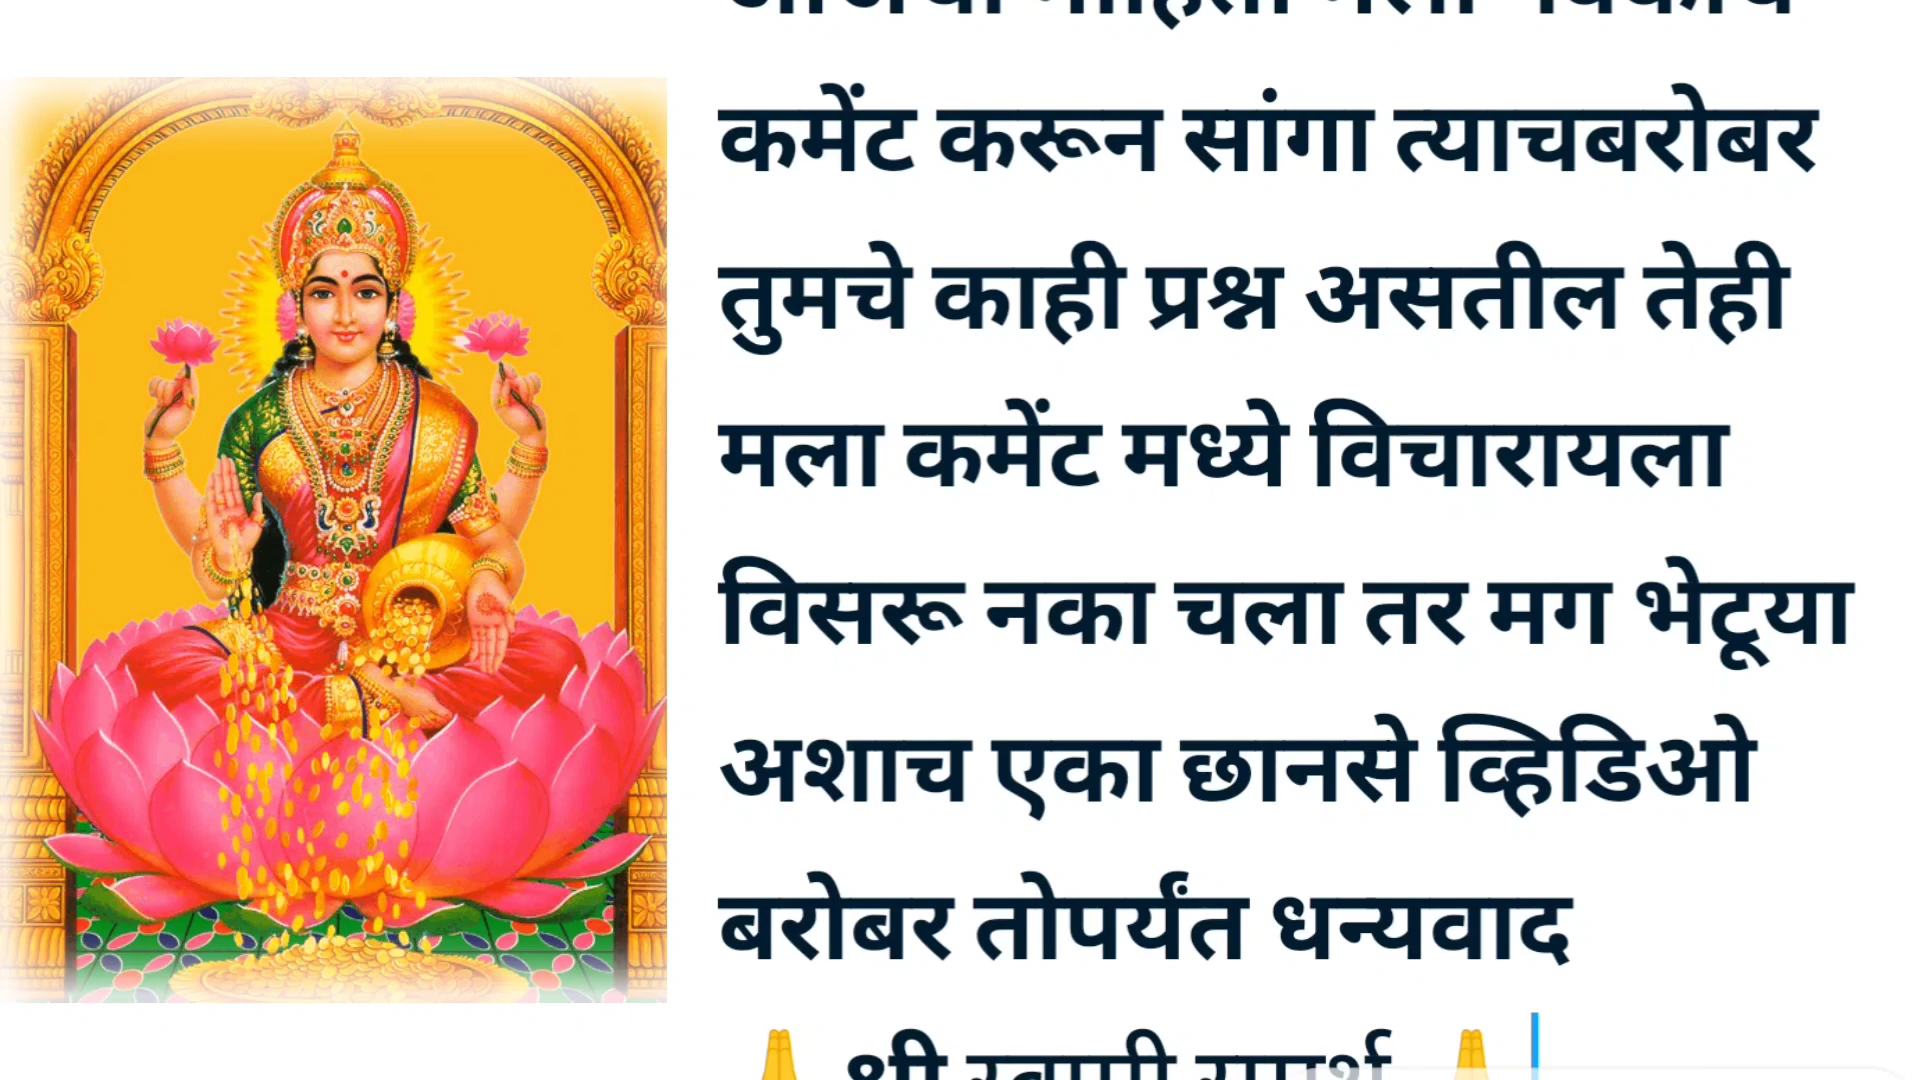 कमेंट करून सांगा त्याचबरोबर
तुमचे काही प्रश्न असतील तेही
मला कमेंट मध्ये विचारायला
विसरू नका चला तर मग भेटूया
अशाच एका छानसे व्हिडिओ
बरोबर तोपर्यंत धन्यवाद
🙏 श्री स्वामी समर्थ 🙏